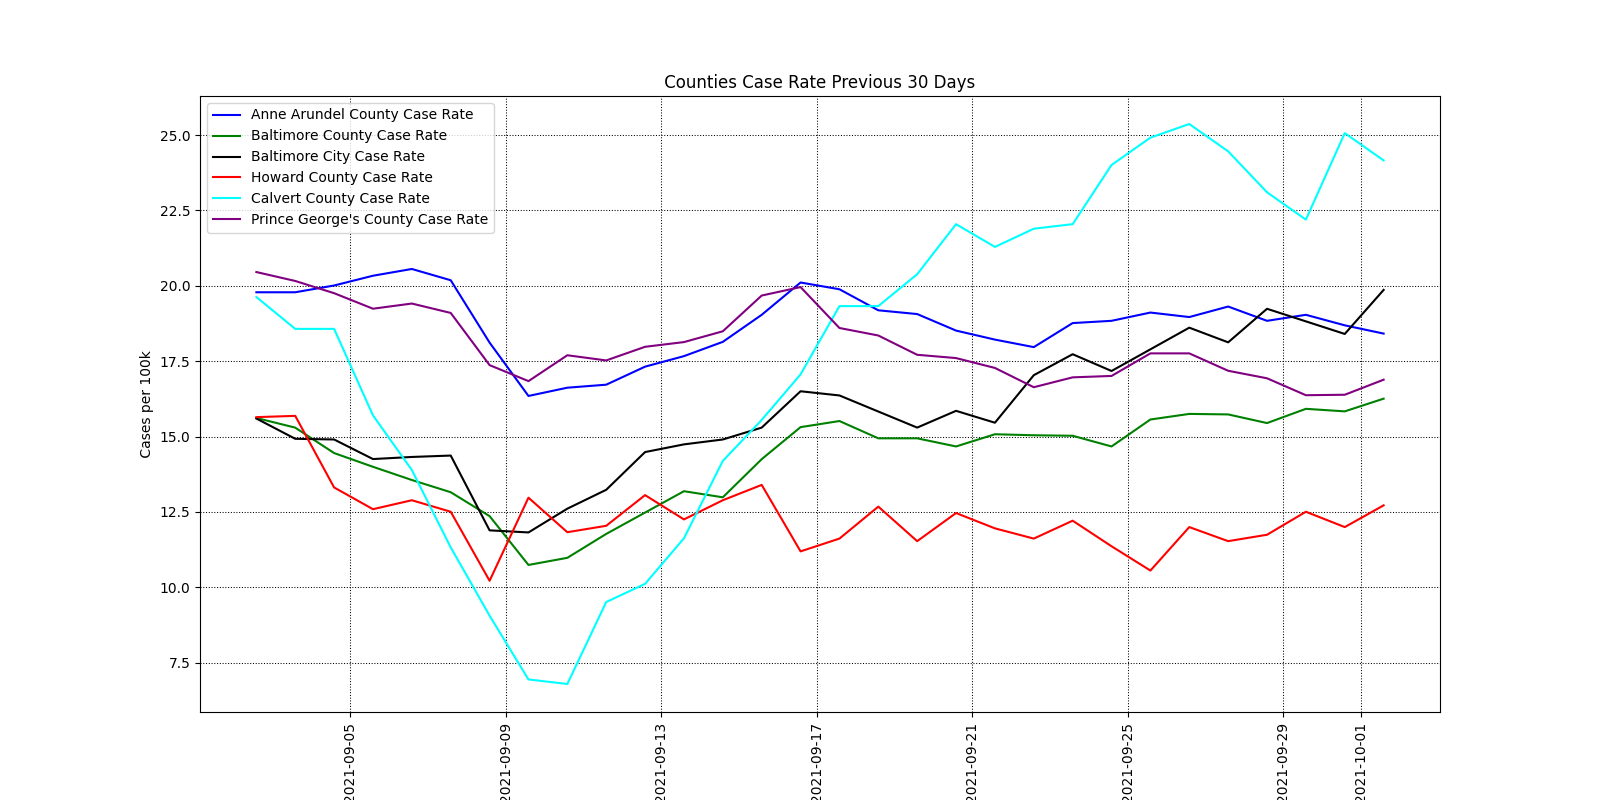 Counties Case Rate Previous 30 Days
Anne Arundel County Case Rate
Baltimore County Case Rate
Baltimore City Case Rate
Howard County Case Rate
Calvert County Case Rate
Prince George's County Case Rate
Cases per 100k
25.0
22.5
20.0
17.5
15.0
12.5
10.0
7.5
2021-09-05
2021-09-09
2021-09-13
2021-09-17
2021-09-21
2021-09-25
2021-09-29
2021-10-01